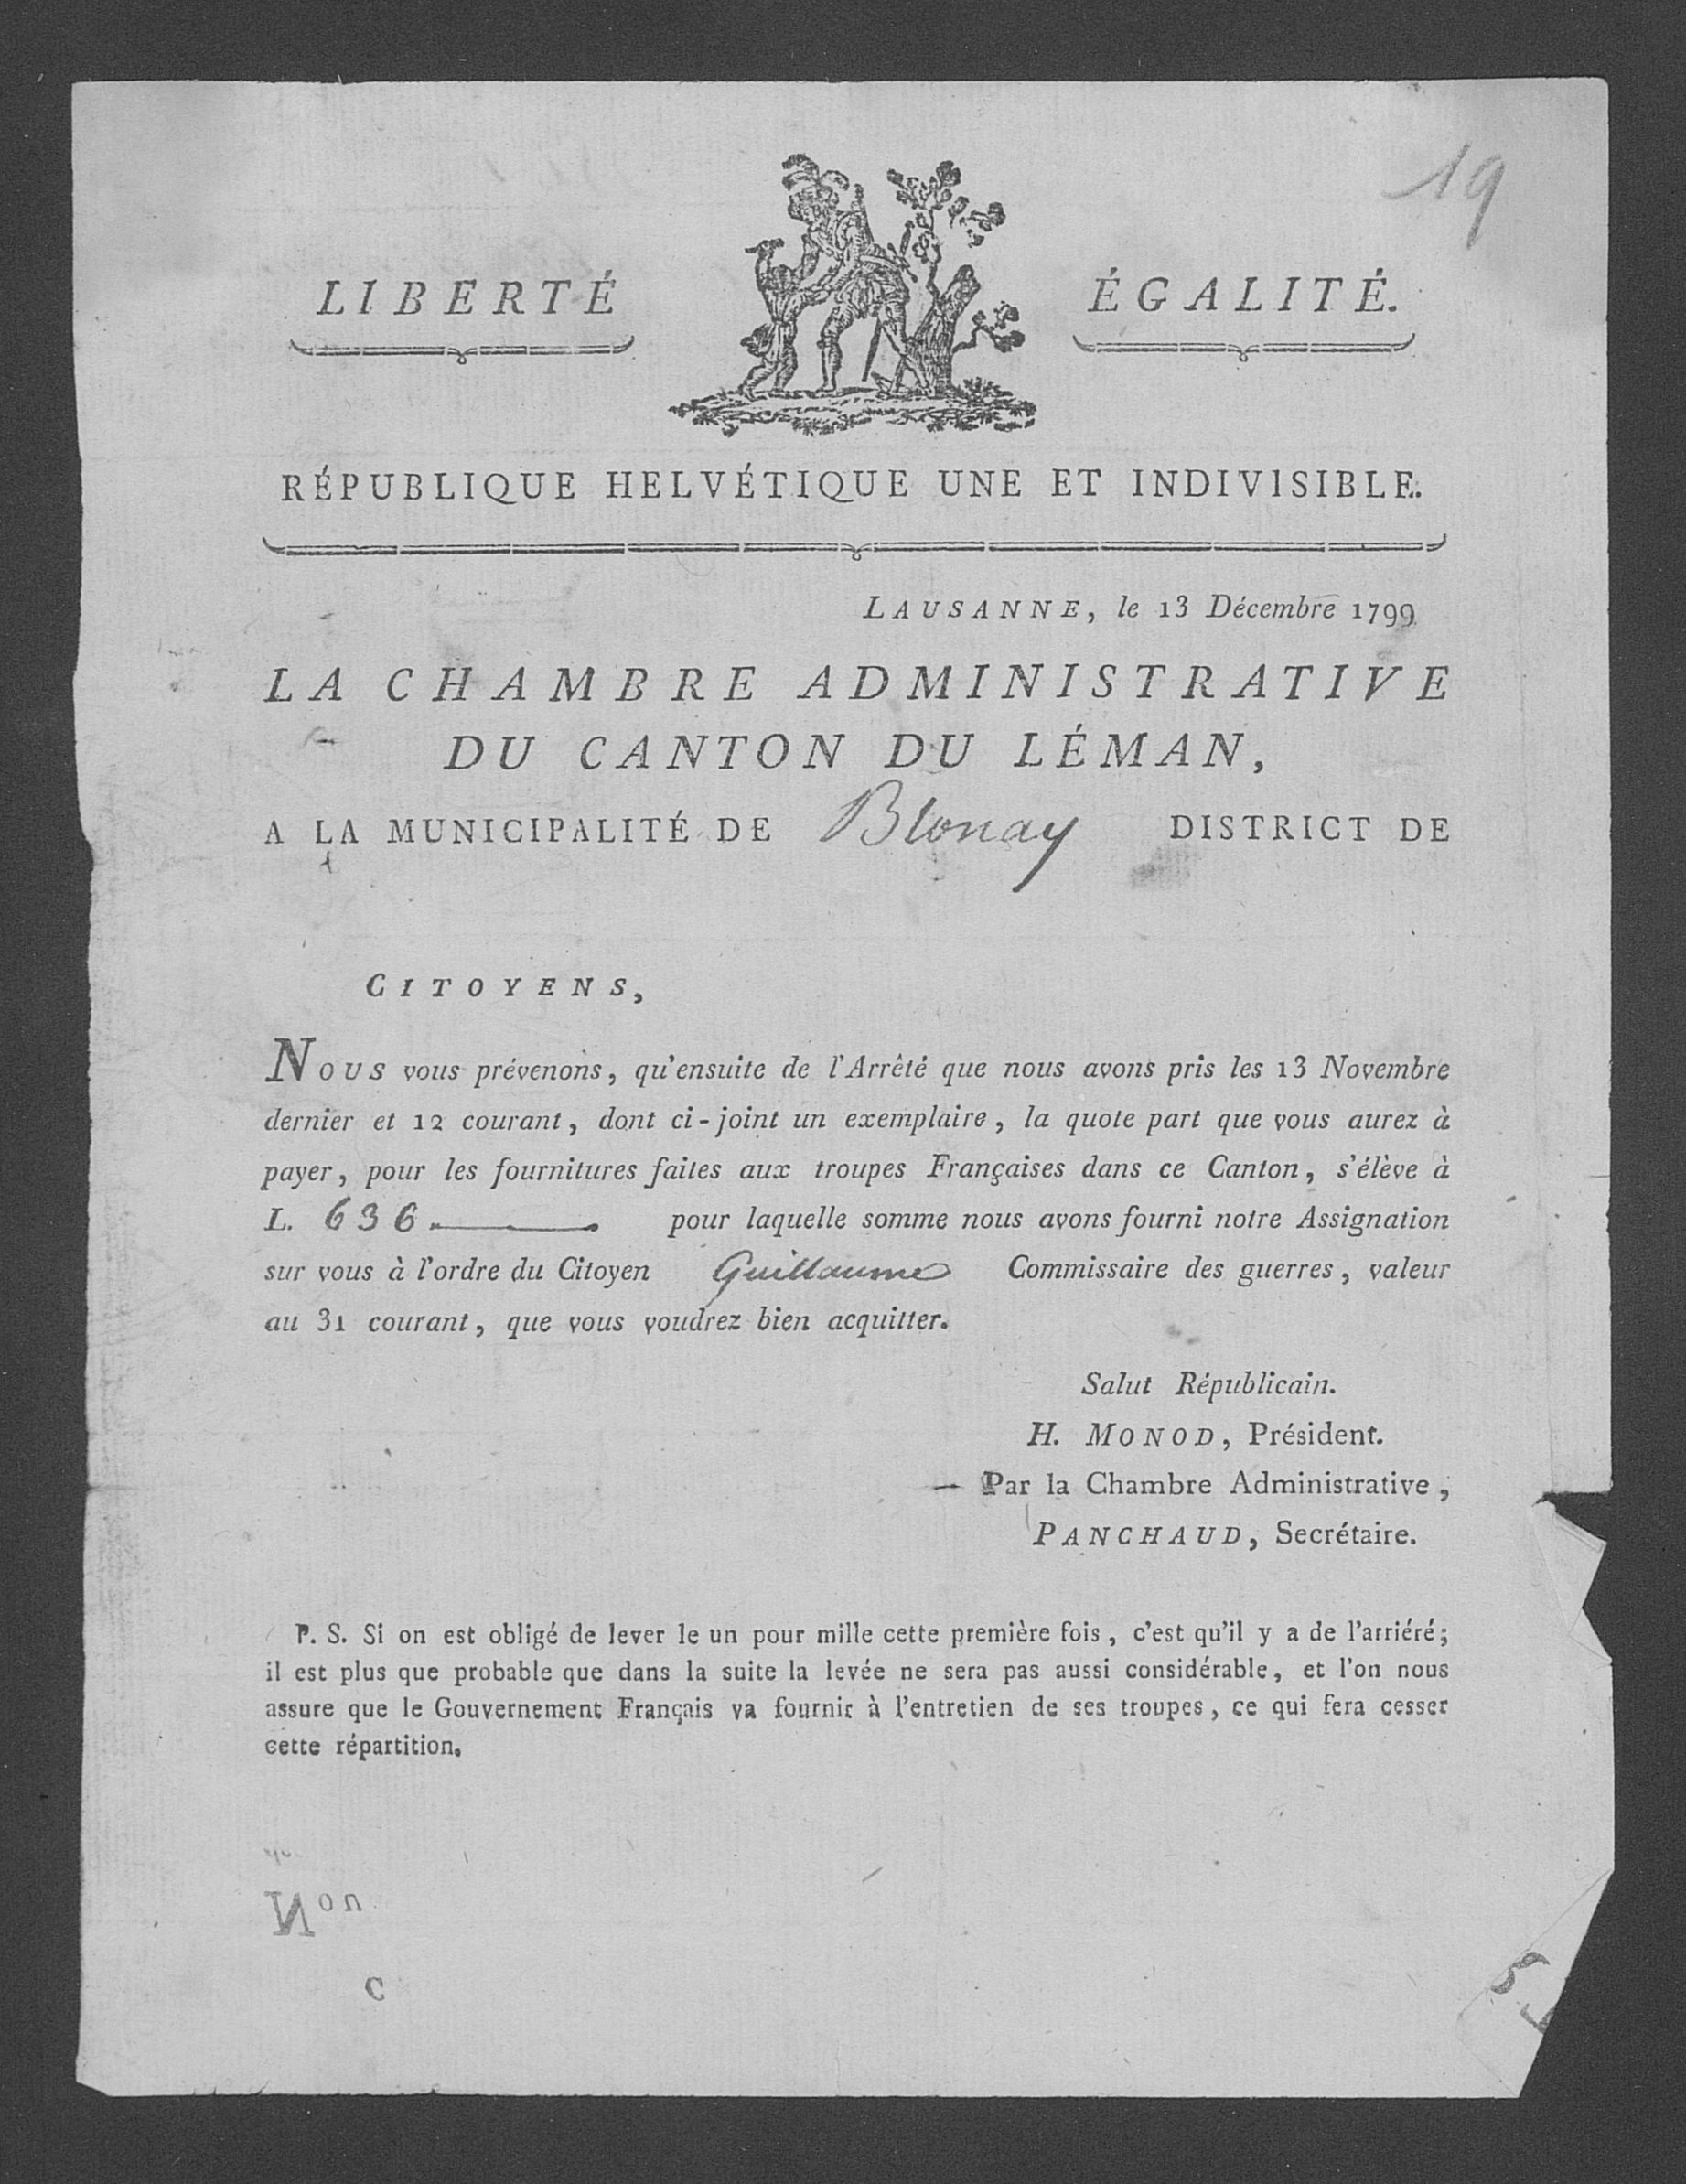 19
LIBERTÉ ÉGALITÉ.
RÉPUBLIQUE HELVÉTIQUE UNE ET INDIVISIBLE.
LAUSANNE, le 13 Décembre 1799
LA CHAMBRE ADMINISTRATIVE
DU CANTON DU LÉMAN,
A LA MUNICIPALITÉ DE Blonay DISTRICT DE
CITOYENS,
NOUS vous prévenons, qu'ensuite de l'Arrêté que nous avons pris les 13 Novembre
dernier et 12 courant, dont ci-joint un exemplaire, la quote part que vous aurez à
payer, pour les fournitures faites aux troupes Françaises dans ce Canton, s'élève à
L. 636. pour laquelle somme nous avons fourni notre Assignation
sur vous à l'ordre du Citoyen Guillaume Commissaire des guerres, valeur
au 31 courant, que vous voudrez bien acquitter.
Salut Républicain.
H. MONOD, Président.
— Par la Chambre Administrative,
PANCHAUD, Secrétaire.
P. S. Si on est obligé de lever le un pour mille cette première fois, c'est qu'il y a de l'arriéré;
il est plus que probable que dans la suite la levée ne sera pas aussi considérable, et l'on nous
assure que le Gouvernement Français va fournir à l'entretien de ses troupes, ce qui fera cesser
cette répartition.
Nou
C